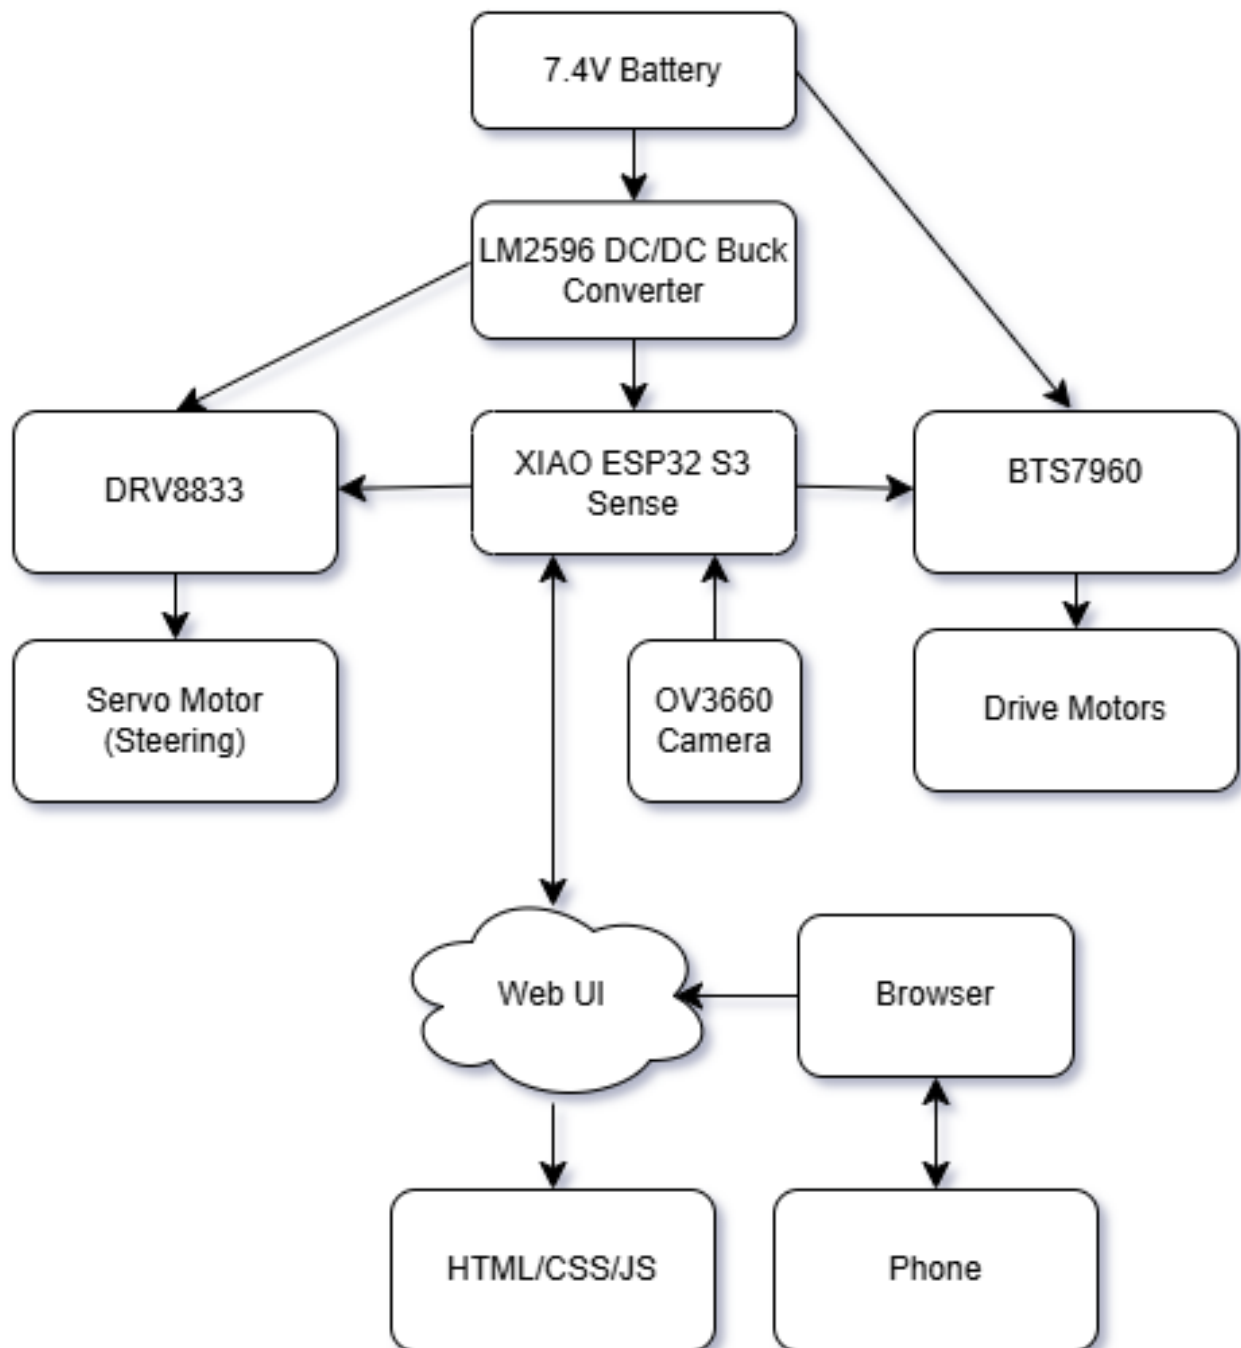 7.4V Battery
LM2596 DC/DC Buck
Converter
DRV8833
XIAO ESP32 S3
Sense
BTS7960
Servo Motor
(Steering)
OV3660
Camera
Drive Motors
Web UI
Browser
HTML/CSS/JS
Phone